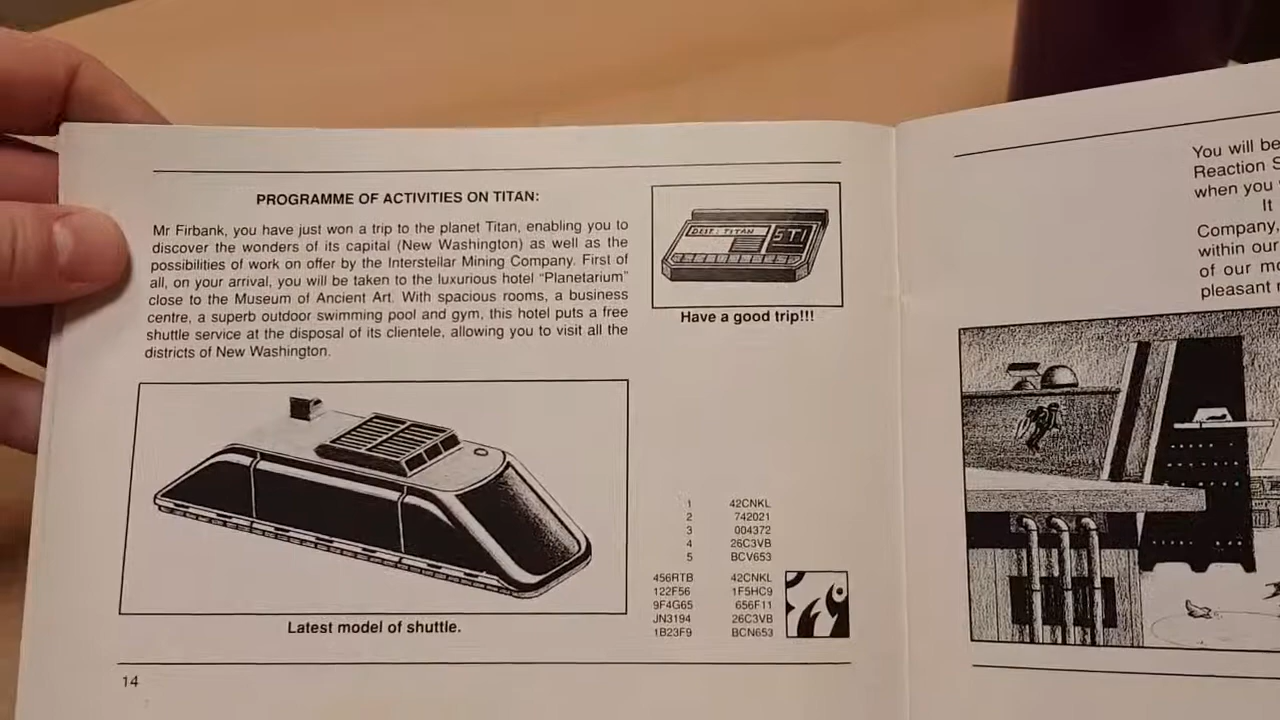 PROGRAMME OF ACTIVITIES ON TITAN:
Mr Firbank, you have just won a trip to the planet Titan, enabling you to
discover the wonders of its capital (New Washington) as well as the
possibilities of work on offer by the Interstellar Mining Company. First of
all, on your arrival, you will be taken to the luxurious hotel “Planetarium”
close to the Museum of Ancient Art. With spacious rooms, a business
centre, a superb outdoor swimming pool and gym, this hotel puts a free
shuttle service at the disposal of its clientele, allowing you to visit all the
districts of New Washington.
DEST: TITAN
STI
Have a good trip!!!
Latest model of shuttle.
1 42CNKL
2 742021
3 004372
4 26C3VB
5 BCV653
456RTB 42CNKL
122F56 1F5HC9
9F4G65 656F11
JN3194 26C3VB
1B23F9 BCN653
14
You will be
Reaction S
when you
It
Company,
within our
of our mo
pleasant